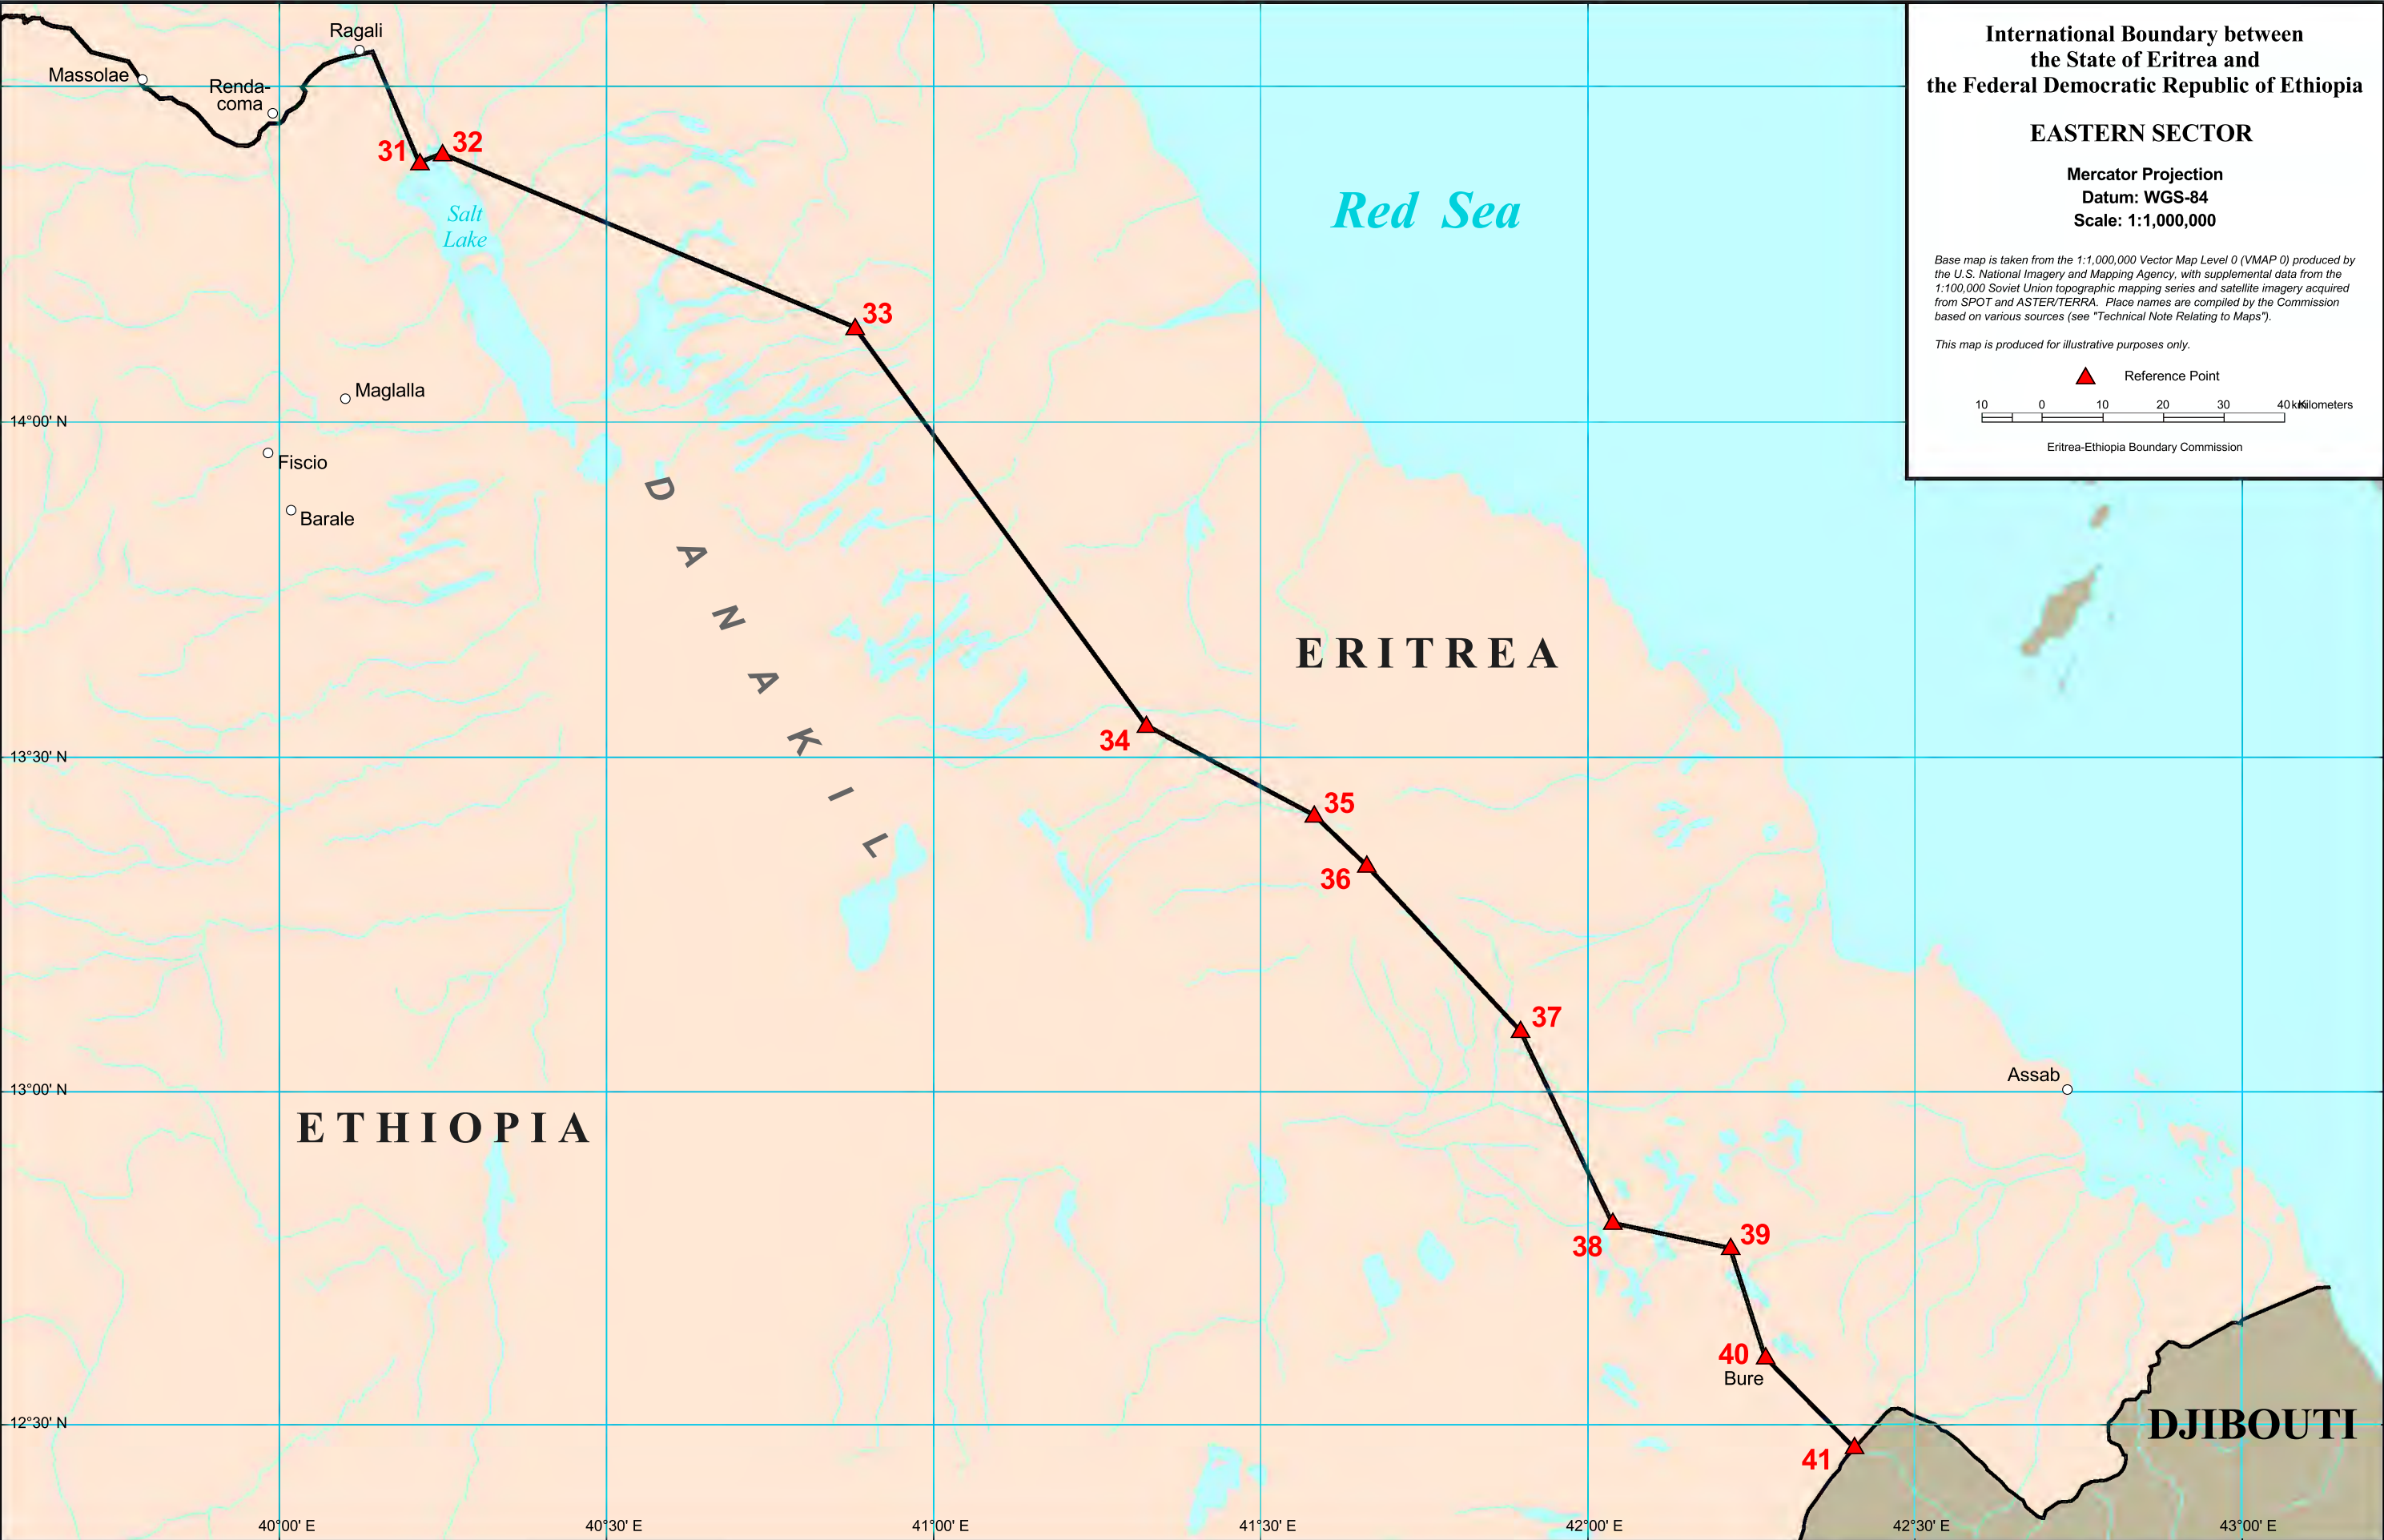 International Boundary between
the State of Eritrea and
the Federal Democratic Republic of Ethiopia
EASTERN SECTOR
Mercator Projection
Datum: WGS-84
Scale: 1:1,000,000
Base map is taken from the 1:1,000,000 Vector Map Level 0 (VMAP 0) produced by
the U.S. National Imagery and Mapping Agency, with supplemental data from the
1:100,000 Soviet Union topographic mapping series and satellite imagery acquired
from SPOT and ASTER/TERRA. Place names are compiled by the Commission
based on various sources (see "Technical Note Relating to Maps").
This map is produced for illustrative purposes only.
Reference Point
10 0 10 20 30 40 km Kilometers
Eritrea-Ethiopia Boundary Commission
Ragali
Massolae
Renda-
coma
31
32
Salt
Lake
Red Sea
33
Maglalla
14°00' N
Fiscio
Barale
DANAKIL
ERITREA
34
13°30' N
35
36
37
Assab
13°00' N
ETHIOPIA
38
39
40
Bure
12°30' N
DJIBOUTI
41
40°00' E
40°30' E
41°00' E
41°30' E
42°00' E
42°30' E
43°00' E